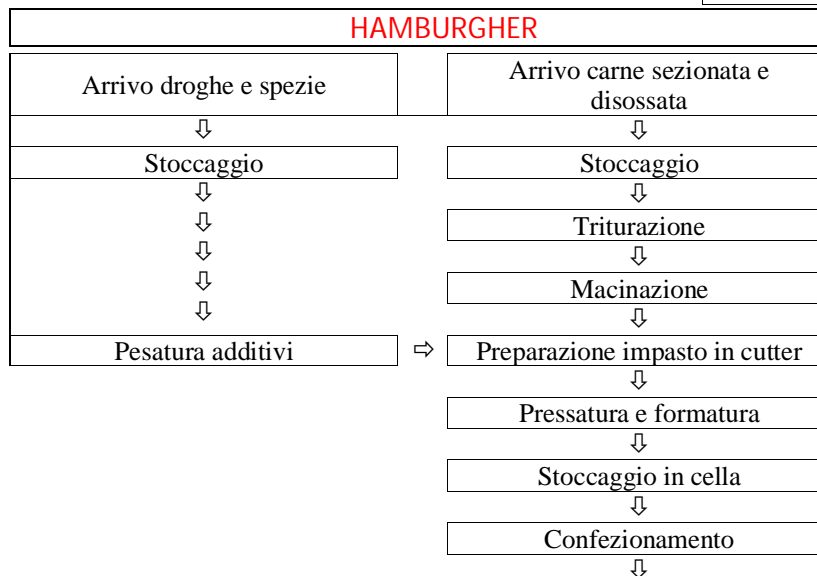 HAMBURGHER
Arrivo droghe e spezie
Arrivo carne sezionata e
disossata
⇩ ⇩
Stoccaggio Stoccaggio
⇩ ⇩
⇩ Triturazione
⇩ ⇩
⇩ Macinazione
⇩ ⇩
Pesatura additivi ⇨ Preparazione impasto in cutter
⇩
Pressatura e formatura
⇩
Stoccaggio in cella
⇩
Confezionamento
⇩